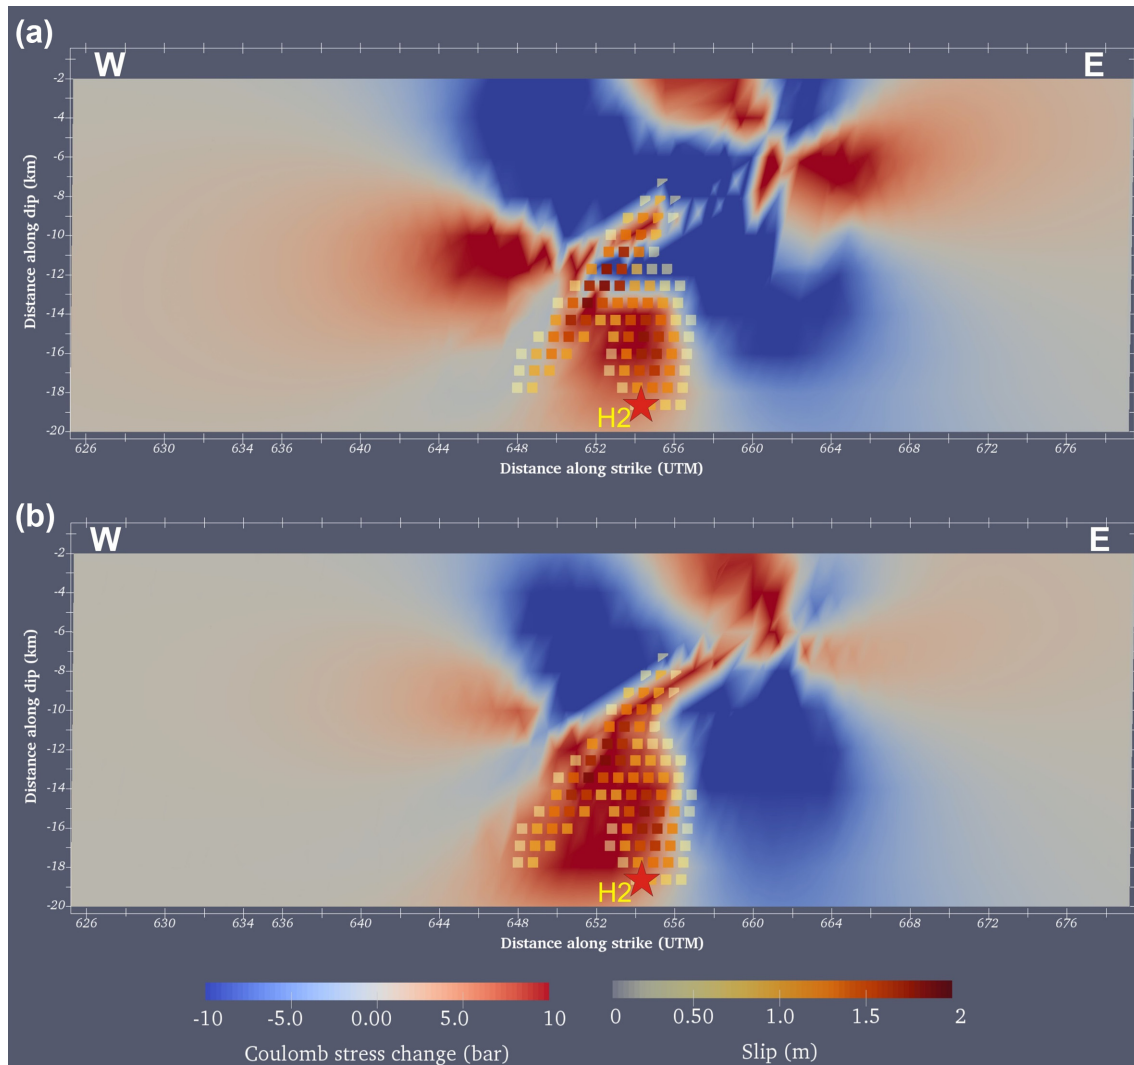 (a)
W E
-2
-4
-6
-8
-10
-12
-14
-16
-18
-20
Distance along dip (km)
H2
626 630 634 636 640 644 648 652 656 660 664 668 672 676
Distance along strike (UTM)
(b)
W E
-2
-4
-6
-8
-10
-12
-14
-16
-18
-20
Distance along dip (km)
H2
626 630 634 636 640 644 648 652 656 660 664 668 672 676
Distance along strike (UTM)
-10 -5.0 0.00 5.0 10
Coulomb stress change (bar)
0 0.50 1.0 1.5 2
Slip (m)